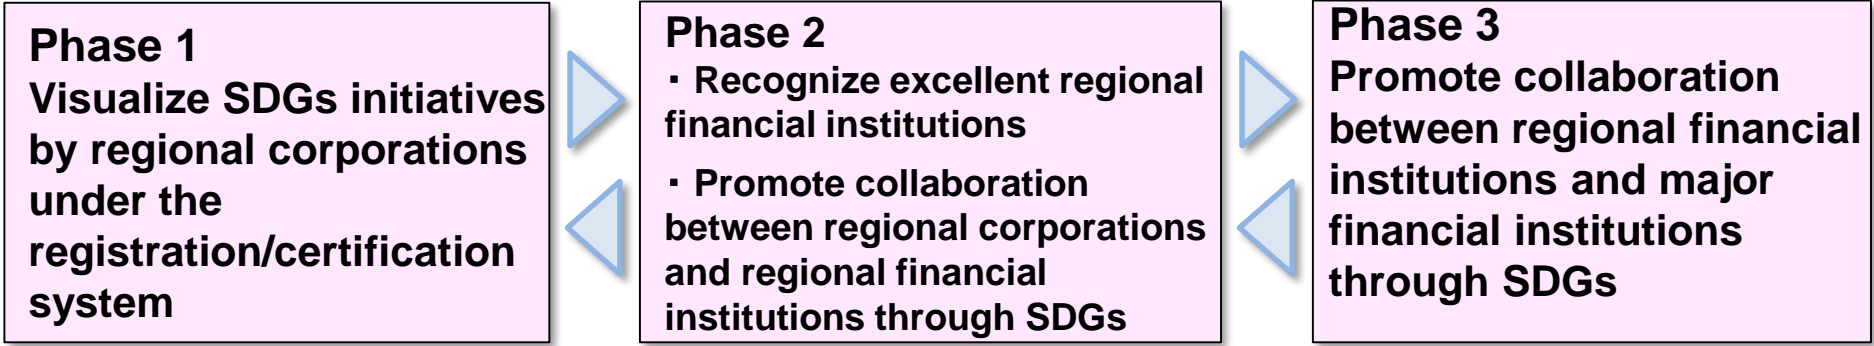 Phase 1
Visualize SDGs initiatives
by regional corporations
under the
registration/certification
system
Phase 2
・Recognize excellent regional
financial institutions
・Promote collaboration
between regional corporations
and regional financial
institutions through SDGs
Phase 3
Promote collaboration
between regional financial
institutions and major
financial institutions
through SDGs